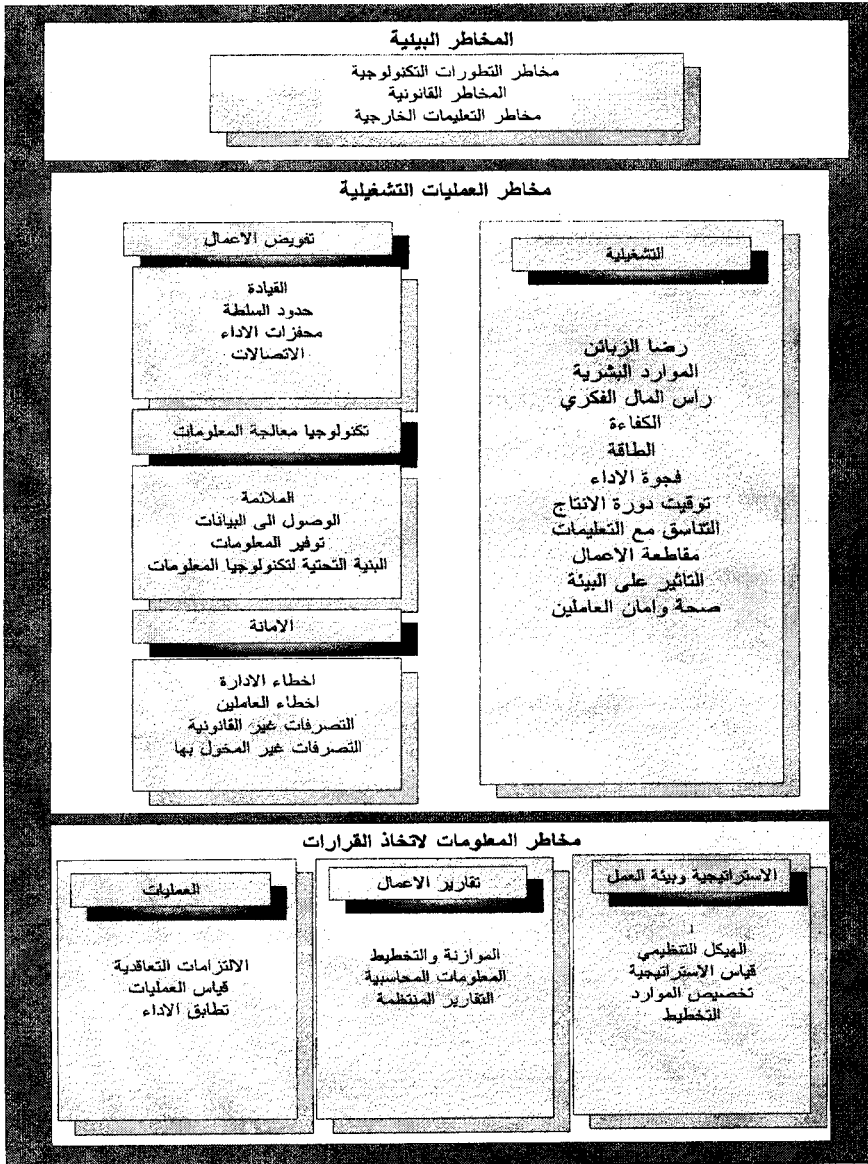 المخاطر البيئية
مخاطر التطورات التكنولوجية
المخاطر القانونية
مخاطر التعليمات الخارجية
مخاطر العمليات التشغيلية
التشغيلية
رضا الزبائن
الموارد البشرية
راس المال الفكري
الكفاءة
الطاقة
فجوة الاداء
توقيت دورة الانتاج
التناسق مع التعليمات
مقاطعة الاعمال
التاثير على البيئة
صحة وامان العاملين
تفويض الاعمال
القيادة
حدود السلطة
محفزات الاداء
الاتصالات
تكنولوجيا معالجة المعلومات
الملائمة
الوصول الى البيانات
توفير المعلومات
البنية التحتية لتكنولوجيا المعلومات
الامانة
اخطاء الادارة
اخطاء العاملين
التصرفات غير القانونية
التصرفات غير المخول بها
مخاطر المعلومات لاتخاذ القرارات
الاستراتيجية وبيئة العمل
الهيكل التنظيمي
قياس الاستراتيجية
تخصيص الموارد
التخطيط
تقارير الاعمال
الموازنة والتخطيط
المعلومات المحاسبية
التقارير المنتظمة
العمليات
الالتزامات التعاقدية
قياس العمليات
تطابق الاداء